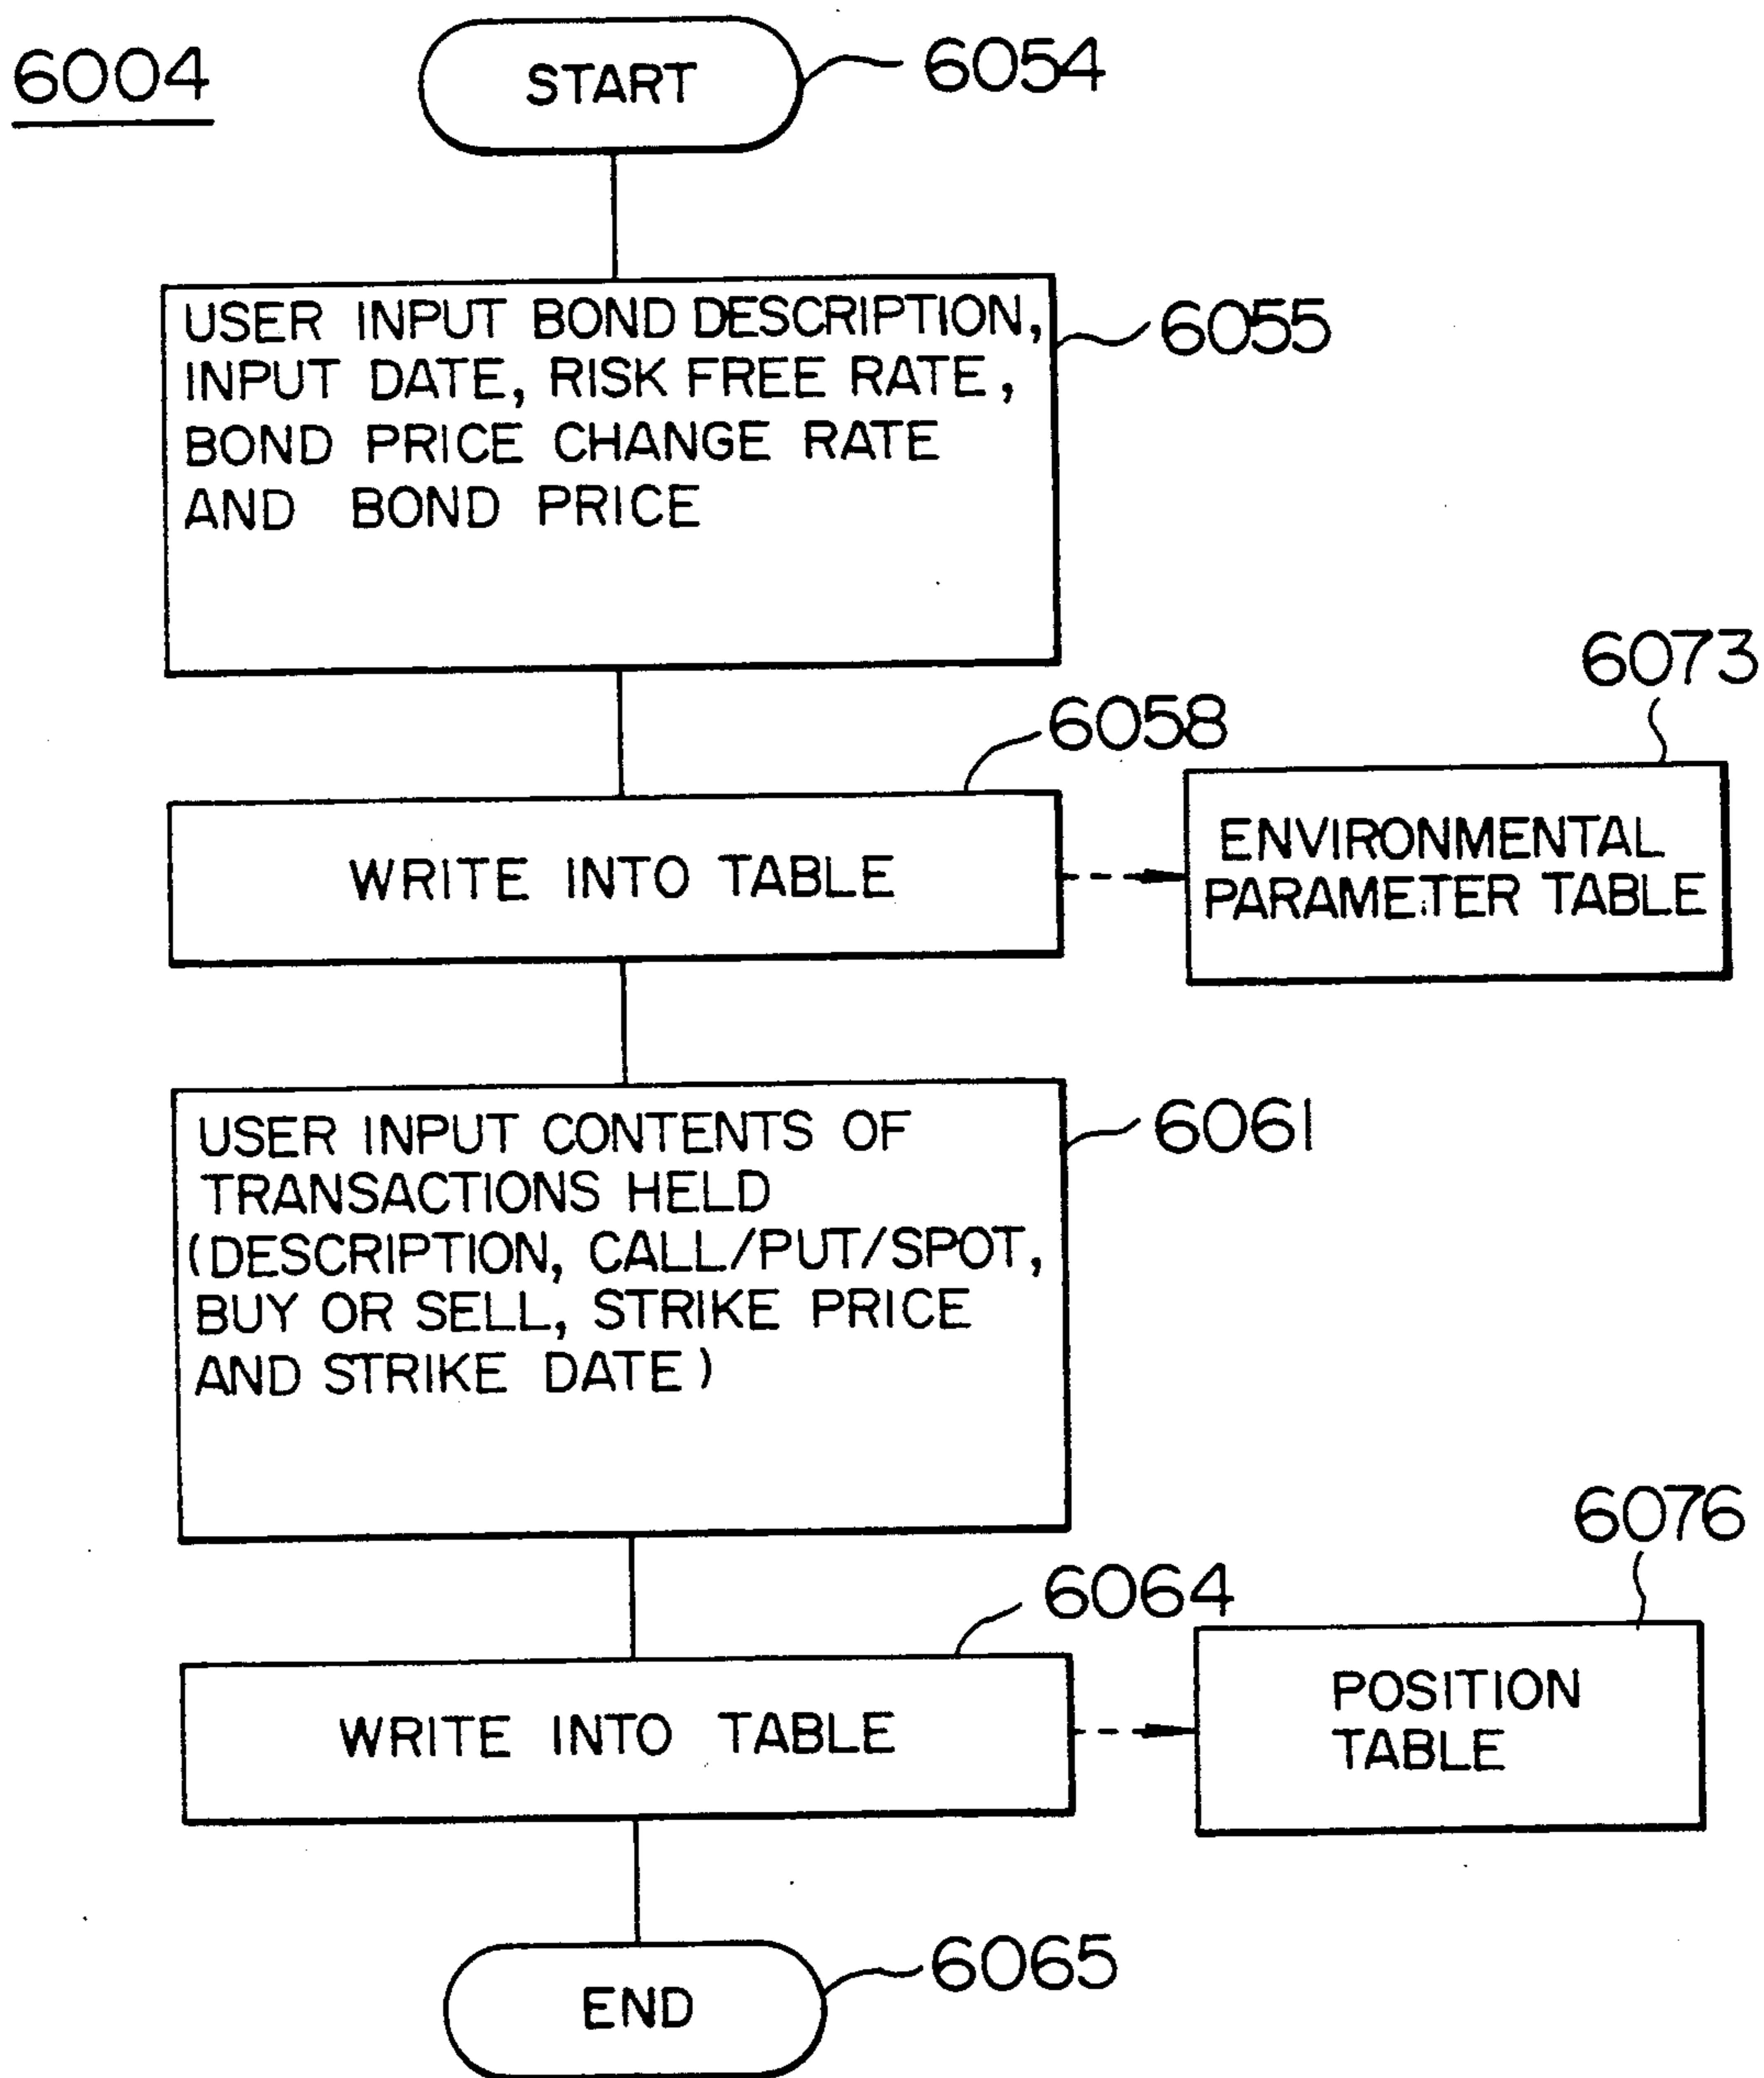 6004
START
6054
USER INPUT BOND DESCRIPTION,
INPUT DATE, RISK FREE RATE,
BOND PRICE CHANGE RATE
AND BOND PRICE
6055
6058
WRITE INTO TABLE
6073
ENVIRONMENTAL
PARAMETER TABLE
USER INPUT CONTENTS OF
TRANSACTIONS HELD
(DESCRIPTION, CALL/PUT/SPOT,
BUY OR SELL, STRIKE PRICE
AND STRIKE DATE)
6061
6064
WRITE INTO TABLE
6076
POSITION
TABLE
END
6065